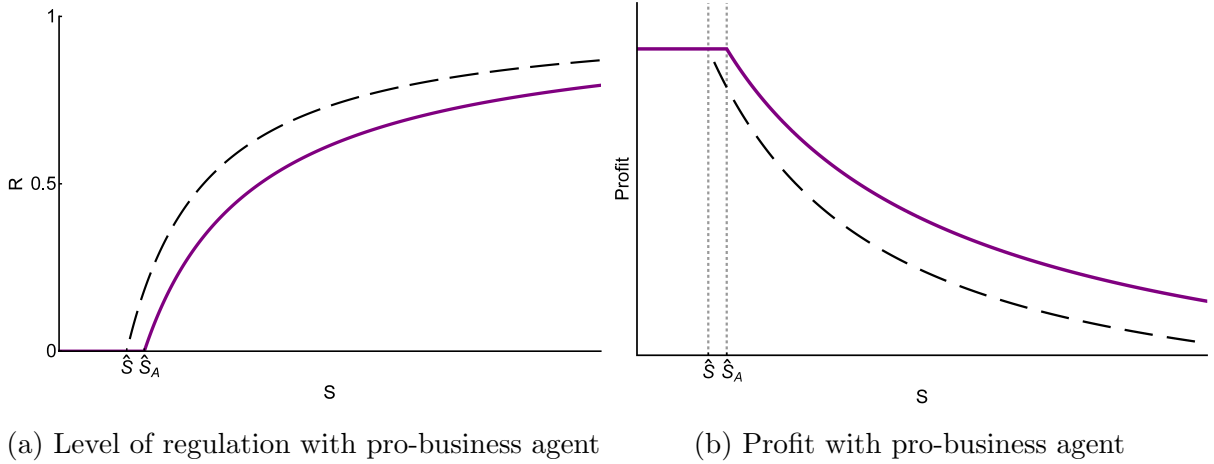 1
R
0.5
0
Ŝ
Ŝ_A
S
(a) Level of regulation with pro-business agent
Profit
Ŝ
Ŝ_A
S
(b) Profit with pro-business agent